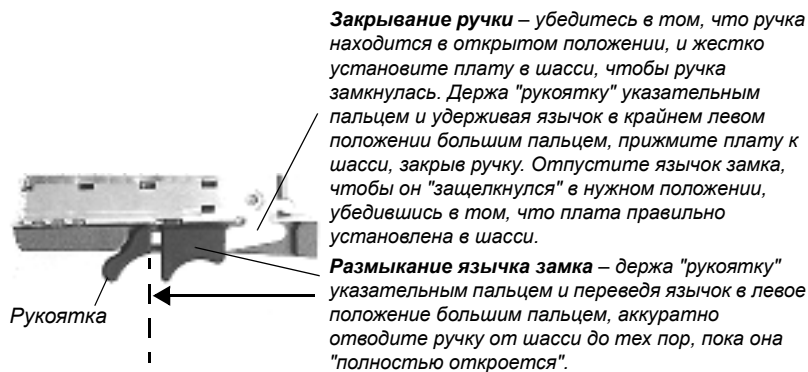 Закрывание ручки – убедитесь в том, что ручка
находится в открытом положении, и жестко
установите плату в шасси, чтобы ручка
замкнулась. Держа "рукоятку" указательным
пальцем и удерживая язычок в крайнем левом
положении большим пальцем, прижмите плату к
шасси, закрыв ручку. Отпустите язычок замка,
чтобы он "защелкнулся" в нужном положении,
убедившись в том, что плата правильно
установлена в шасси.
Размыкание язычка замка – держа "рукоятку"
указательным пальцем и переведя язычок в левое
положение большим пальцем, аккуратно
отводите ручку от шасси до тех пор, пока она
"полностью откроется".
Рукоятка